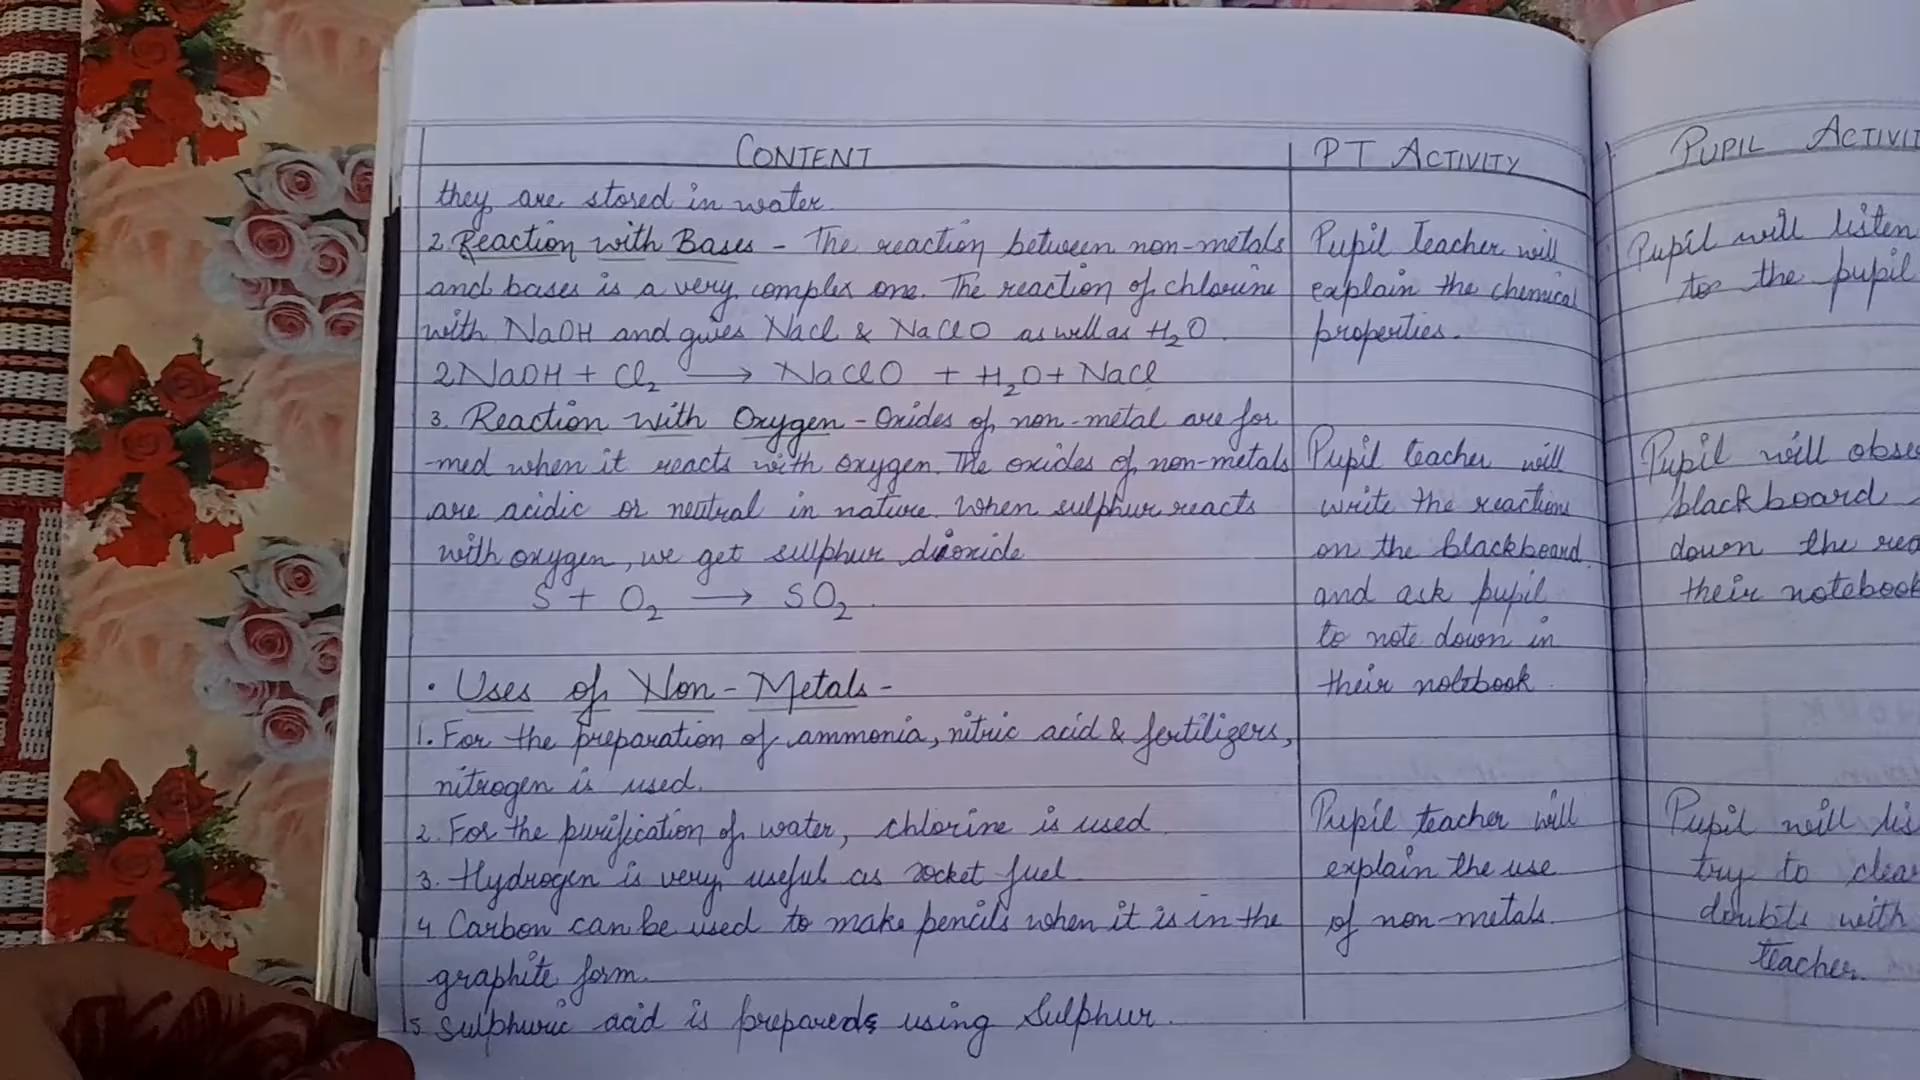 CONTENT
they are stored in water.
2. Reaction with Bases - The reaction between non-metals
and bases is a very complex one. The reaction of chlorine
with NaOH and gives Nacl & NaClO as well as H₂O.
2NaOH + Cl₂ ⟶ NaClO + H₂O + NaCl
3. Reaction with Oxygen - Oxides of non-metal are for
-med when it reacts with oxygen. The oxides of non-metals
are acidic or neutral in nature. When sulphur reacts
with oxygen, we get sulphur dioxide
S + O₂ ⟶ SO₂.
• Uses of Non-Metals -
1. For the preparation of ammonia, nitric acid & fertilizers,
nitrogen is used.
2. For the purification of water, chlorine is used
3. Hydrogen is very useful as rocket fuel
4 Carbon can be used to make pencils when it is in the
graphite form.
5. Sulphuric acid is prepared using Sulphur.
PT ACTIVITY
Pupil Teacher will
explain the chemical
properties.
Pupil teacher will
write the reactions
on the blackboard
and ask pupil
to note down in
their notebook.
Pupil teacher will
explain the use
of non-metals.
PUPIL ACTIVIT
Pupil will listen
to the pupil
Pupil will obse
blackboard
down the rea
their notebook
Pupil will lis
try to clear
doubts with
teacher.